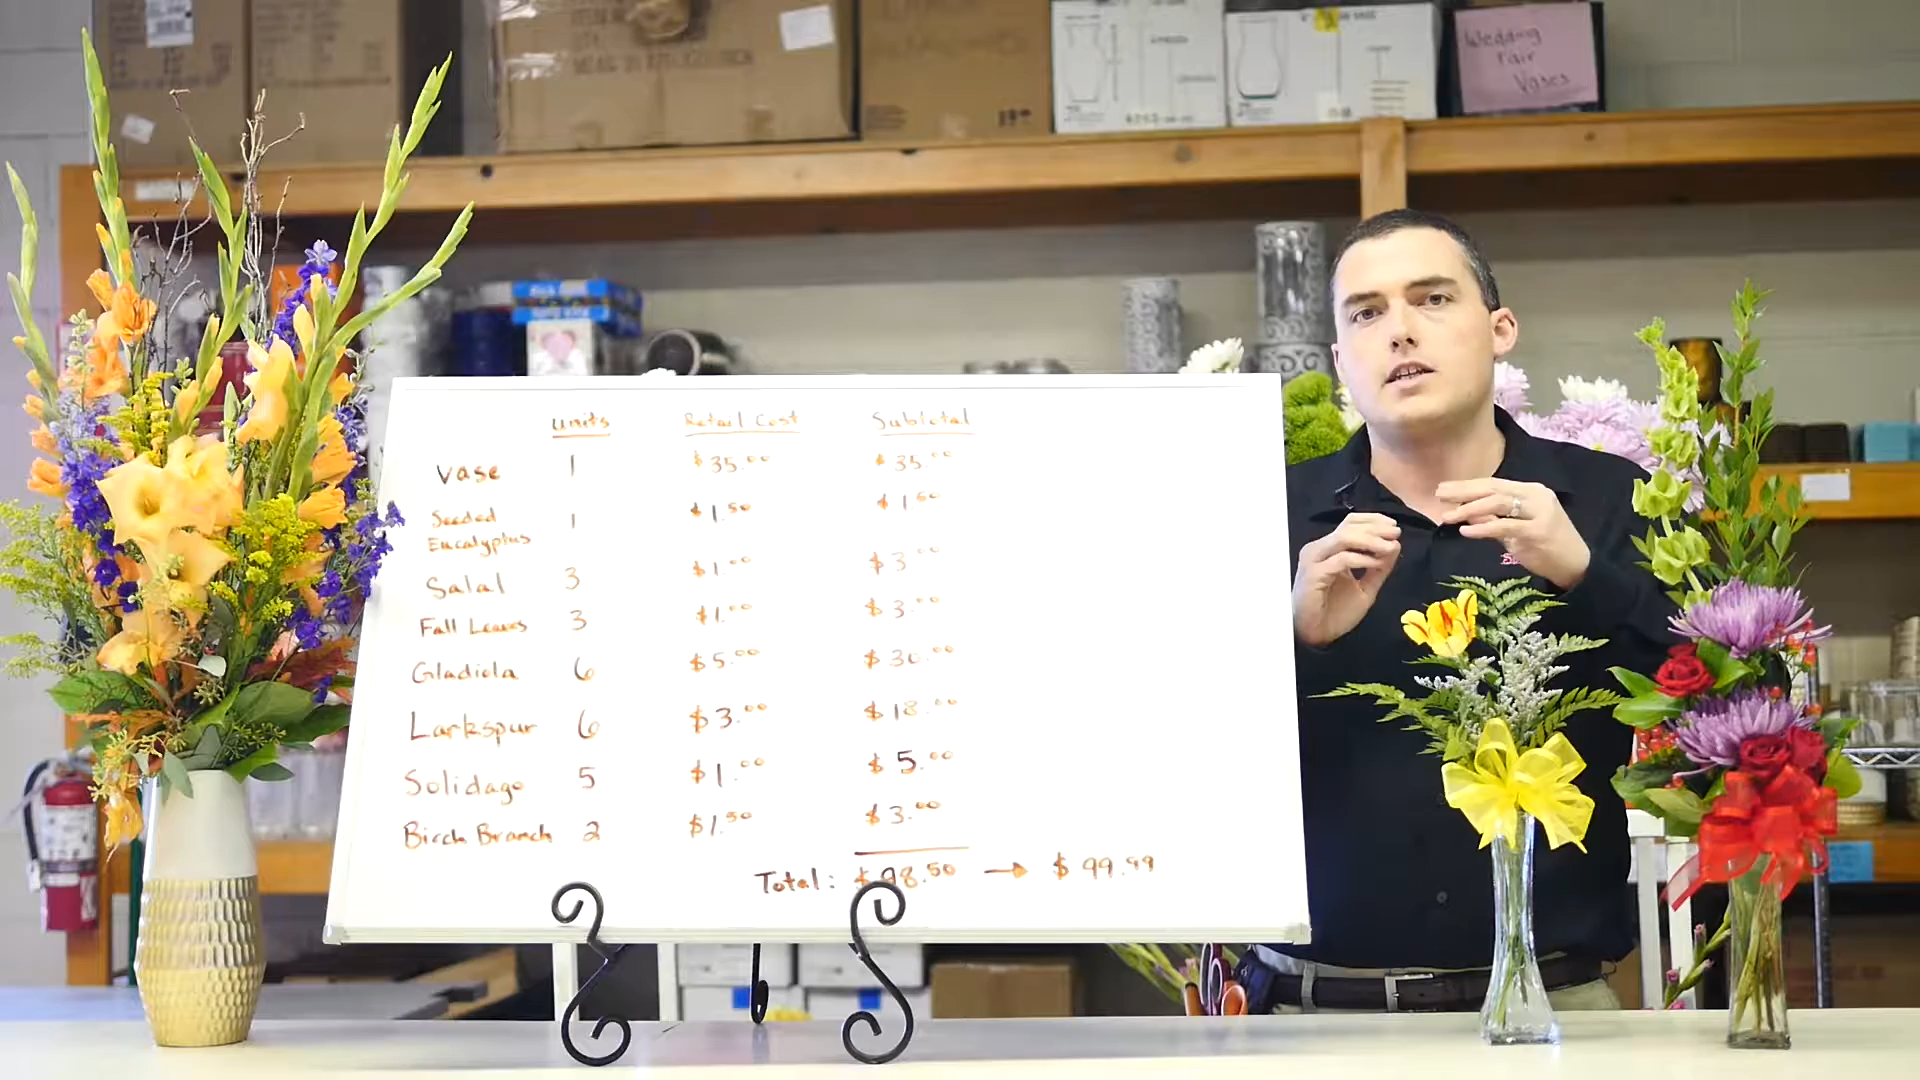 Wedding
Fair
Vases
units Retail Cost Subtotal
Vase 1 $35.00 $35.00
Seeded
Eucalyptus 1 $1.50 $1.50
Salal 3 $1.00 $3.00
Fall Leaves 3 $1.00 $3.00
Gladiola 6 $5.00 $30.00
Larkspur 6 $3.00 $18.00
Solidago 5 $1.00 $5.00
Birch Branch 2 $1.50 $3.00
Total: $98.50 → $99.99